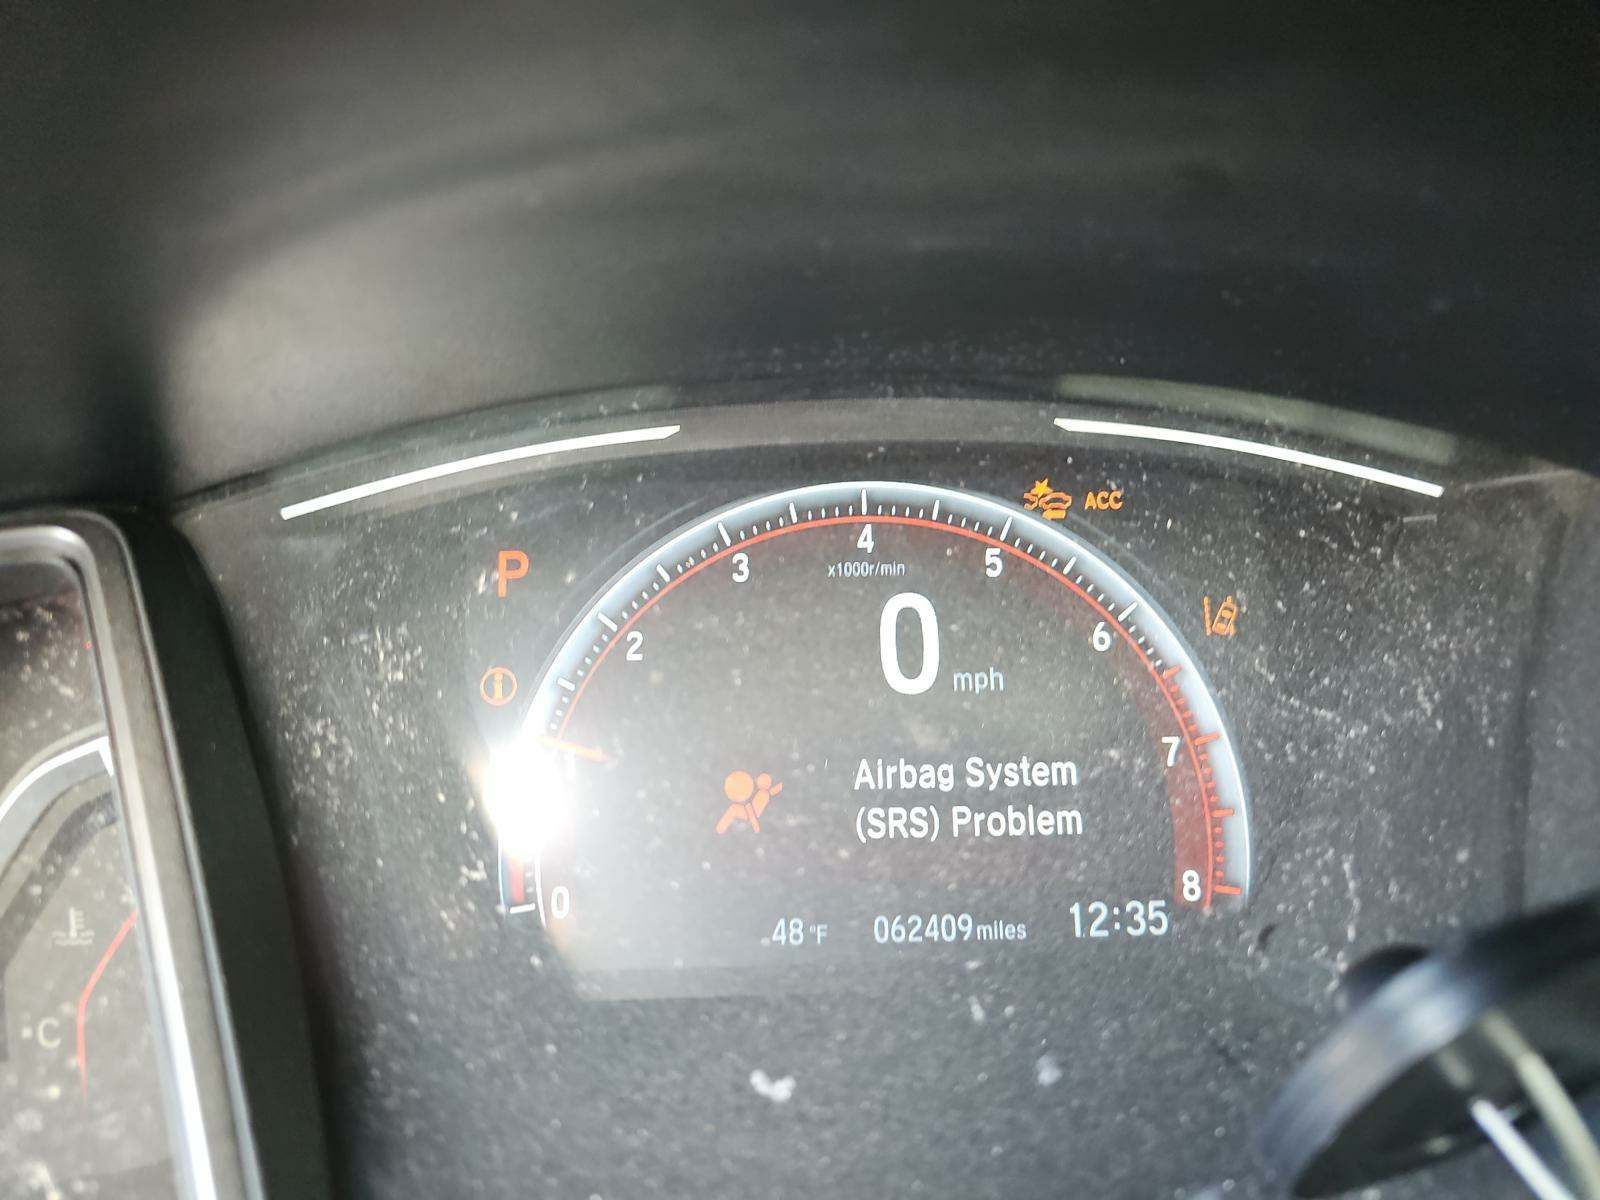 ACC
P
4
3
5
x1000r/min
0
2
6
mph
7
Airbag System
(SRS) Problem
8
0
48 °F
062409 miles
12:35
°C